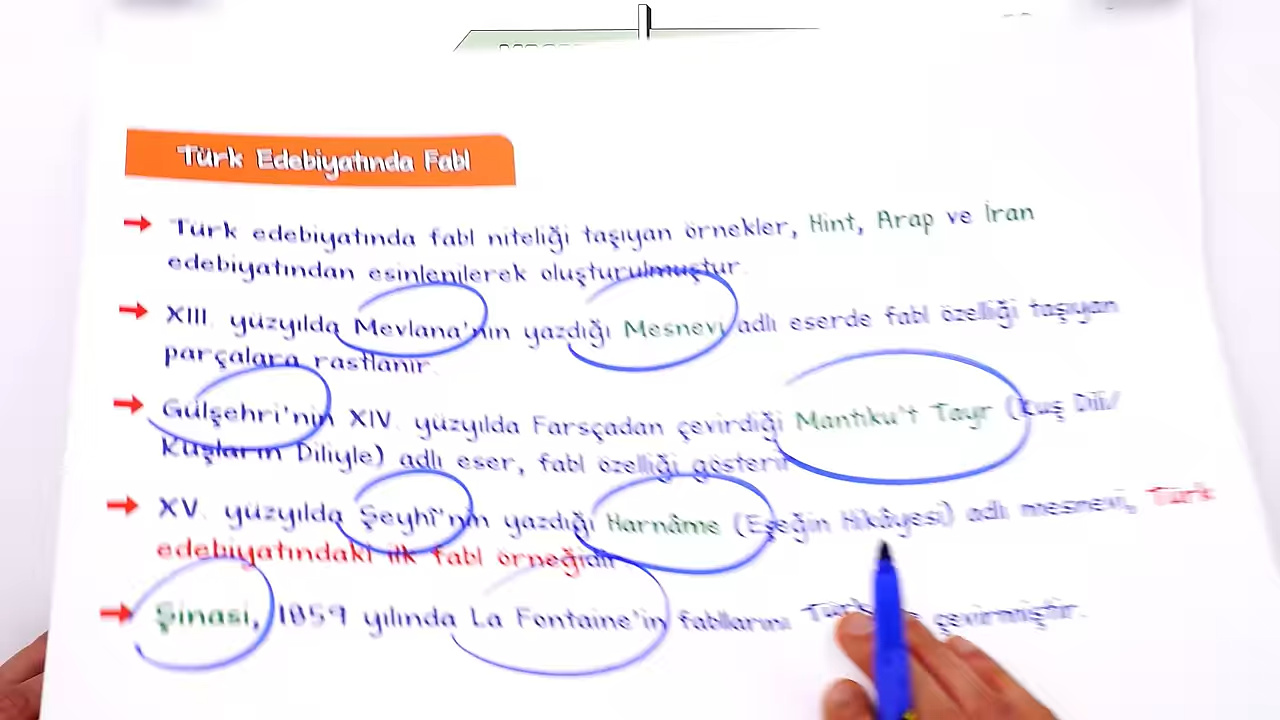 Türk Edebiyatında Fabl
Türk edebiyatında fabl niteliği taşıyan örnekler, Hint, Arap ve İran
edebiyatından esinlenilerek oluşturulmuştur.
XIII. yüzyılda Mevlana'nın yazdığı Mesnevi adlı eserde fabl özelliği taşıyan
parçalara rastlanır.
Gülşehri'nin XIV. yüzyılda Farsçadan çevirdiği Mantıku't Tayr (Kuş Dili/
Kuşların Diliyle) adlı eser, fabl özelliği gösterir
XV. yüzyılda Şeyhî'nin yazdığı Harnâme (Eşeğin Hikâyesi) adlı mesnevi, Türk
edebiyatındaki ilk fabl örneğidir
Şinasi, 1859 yılında La Fontaine'in fabllarını çevirmiştir.